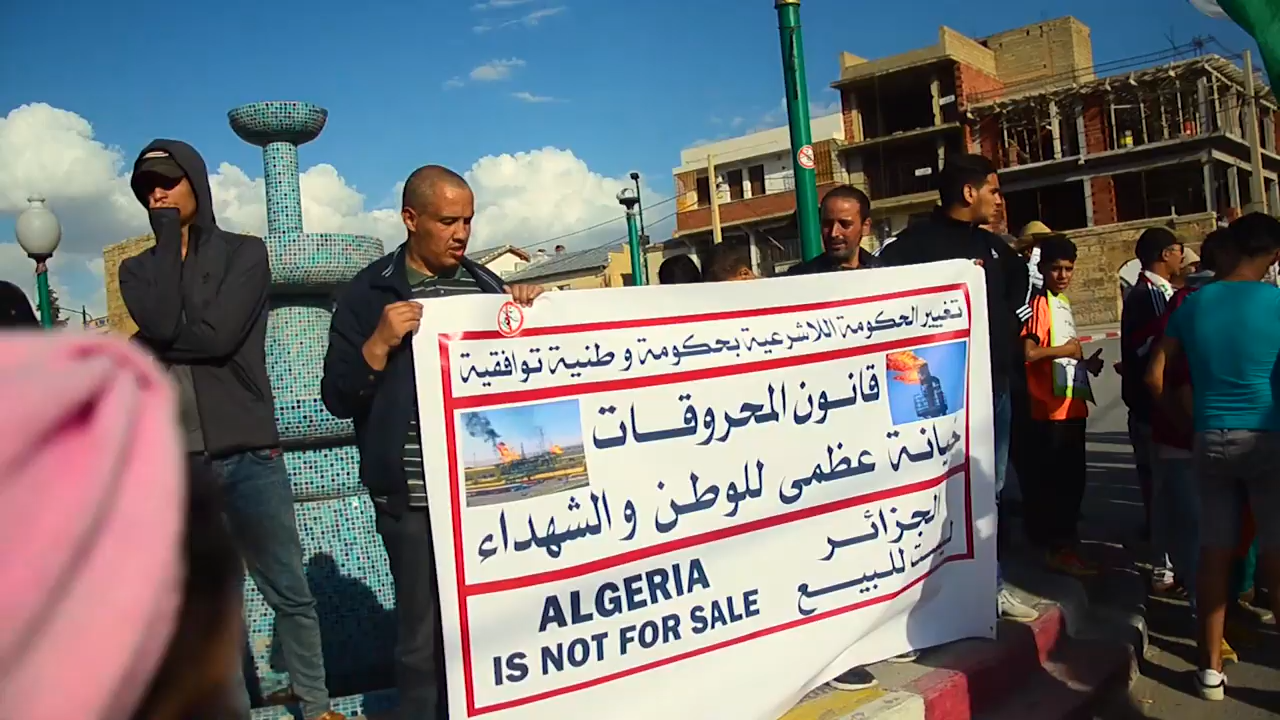 تغيير الحكومة اللاشرعية بحكومة وطنية توافقية
قانون المحروقات
خيانة عظمى للوطن والشهداء
الجزائر
ليست للبيع
ALGERIA
IS NOT FOR SALE